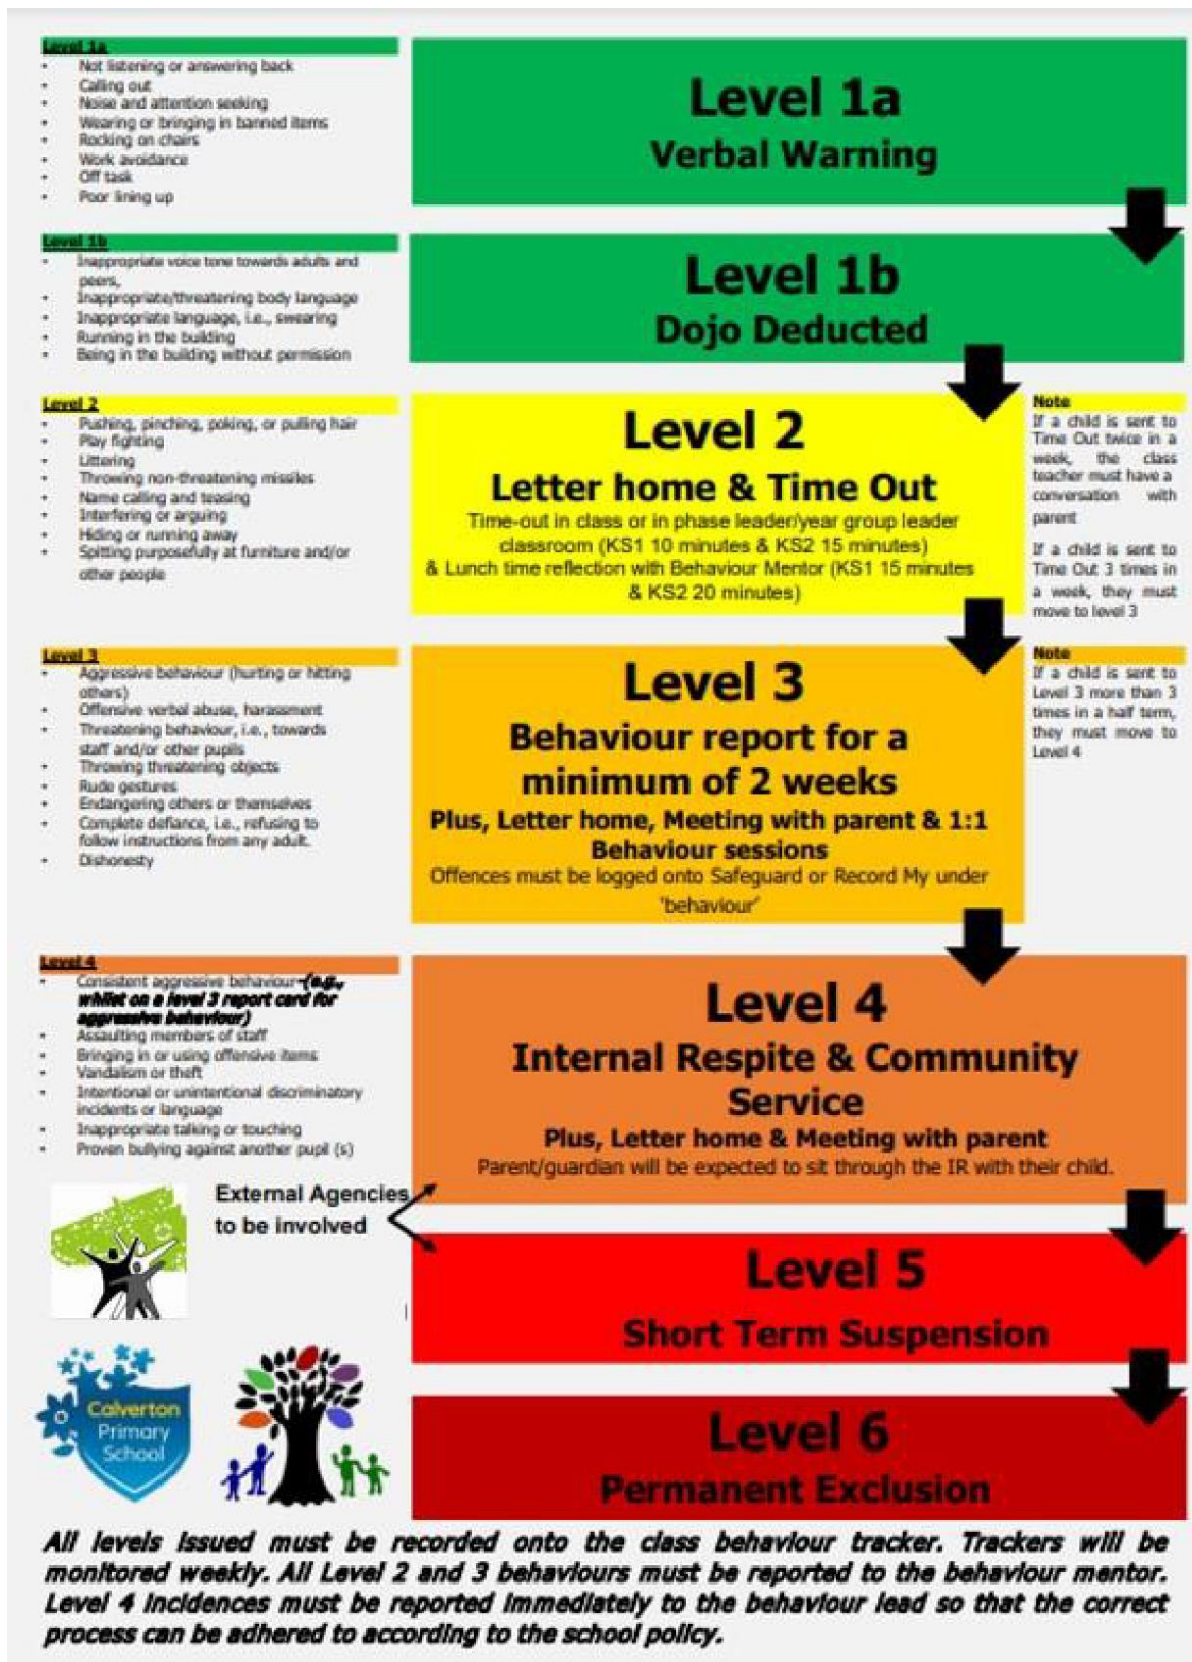 Level 1a
• Not listening or answering back
• Calling out
• Noise and attention seeking
• Wearing or bringing in banned items
• Rocking on chairs
• Work avoidance
• Off task
• Poor lining up
Level 1a
Verbal Warning
Level 1b
• Inappropriate voice tone towards adults and
peers,
• Inappropriate/threatening body language
• Inappropriate language, i.e., swearing
• Running in the building
• Being in the building without permission
Level 1b
Dojo Deducted
Level 2
• Pushing, pinching, poking, or pulling hair
• Play fighting
• Littering
• Throwing non-threatening missiles
• Name calling and teasing
• Interfering or arguing
• Hiding or running away
• Spitting purposefully at furniture and/or
other people
Level 2
Letter home & Time Out
Time-out in class or in phase leader/year group leader
classroom (KS1 10 minutes & KS2 15 minutes)
& Lunch time reflection with Behaviour Mentor (KS1 15 minutes
& KS2 20 minutes)
Note
If a child is sent to
Time Out twice in a
week, the class
teacher must have a
conversation with
parent
If a child is sent to
Time Out 3 times in
a week, they must
move to level 3
Level 3
• Aggressive behaviour (hurting or hitting
others)
• Offensive verbal abuse, harassment
• Threatening behaviour, i.e., towards
staff and/or other pupils
• Throwing threatening objects
• Rude gestures
• Endangering others or themselves
• Complete defiance, i.e., refusing to
follow instructions from any adult.
• Dishonesty
Level 3
Behaviour report for a
minimum of 2 weeks
Plus, Letter home, Meeting with parent & 1:1
Behaviour sessions
Offences must be logged onto Safeguard or Record My under
'behaviour'
Note
If a child is sent to
Level 3 more than 3
times in a half term,
they must move to
Level 4
Level 4
• Consistent aggressive behaviour (e.g.,
whilst on a level 3 report card for
aggressive behaviour)
• Assaulting members of staff
• Bringing in or using offensive items
• Vandalism or theft
• Intentional or unintentional discriminatory
incidents or language
• Inappropriate talking or touching
• Proven bullying against another pupil (s)
Level 4
Internal Respite & Community
Service
Plus, Letter home & Meeting with parent
Parent/guardian will be expected to sit through the IR with their child.
External Agencies
to be involved
Level 5
Short Term Suspension
Calverton
Primary
School
Level 6
Permanent Exclusion
All levels issued must be recorded onto the class behaviour tracker. Trackers will be
monitored weekly. All Level 2 and 3 behaviours must be reported to the behaviour mentor.
Level 4 incidences must be reported immediately to the behaviour lead so that the correct
process can be adhered to according to the school policy.